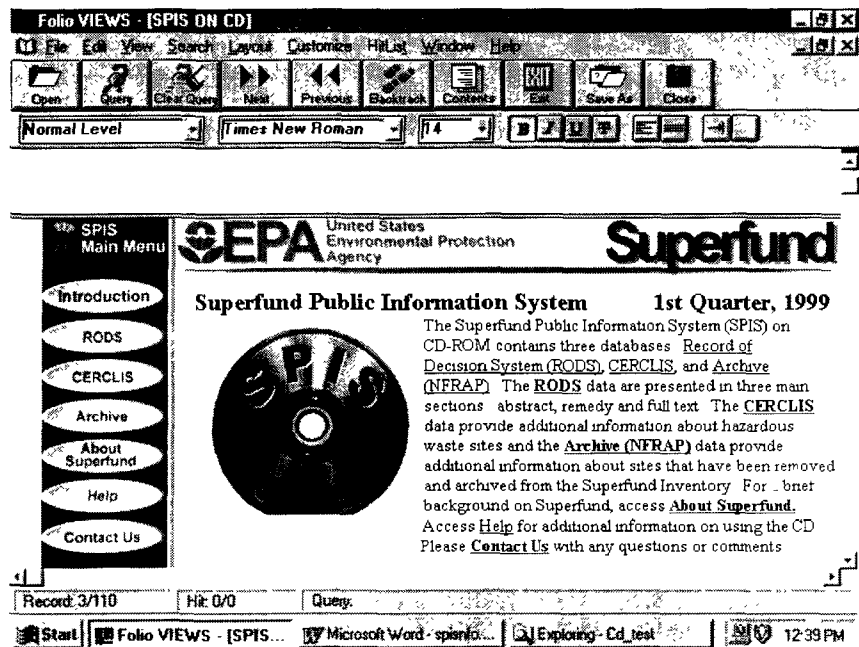 Folio VIEWS - [SPIS ON CD]
File Edit View Search Layout Customize HitList Window Help
Open Query Clear Query Next Previous Backtrack Contents Exit Save As Close
Normal Level Times New Roman 14 B I U T
SPIS
Main Menu
EPA
United States
Environmental Protection
Agency
Superfund
Introduction
RODS
CERCLIS
Archive
About
Superfund
Help
Contact Us
Superfund Public Information System 1st Quarter, 1999
SPIS
The Superfund Public Information System (SPIS) on
CD-ROM contains three databases Record of
Decision System (RODS), CERCLIS, and Archive
(NFRAP) The RODS data are presented in three main
sections abstract, remedy and full text The CERCLIS
data provide additional information about hazardous
waste sites and the Archive (NFRAP) data provide
additional information about sites that have been removed
and archived from the Superfund Inventory For brief
background on Superfund, access About Superfund.
Access Help for additional information on using the CD
Please Contact Us with any questions or comments
Record: 3/110 Hit: 0/0 Query:
Start Folio VIEWS - [SPIS... Microsoft Word - spisinfo... Exploring - Cd_test 12:39 PM